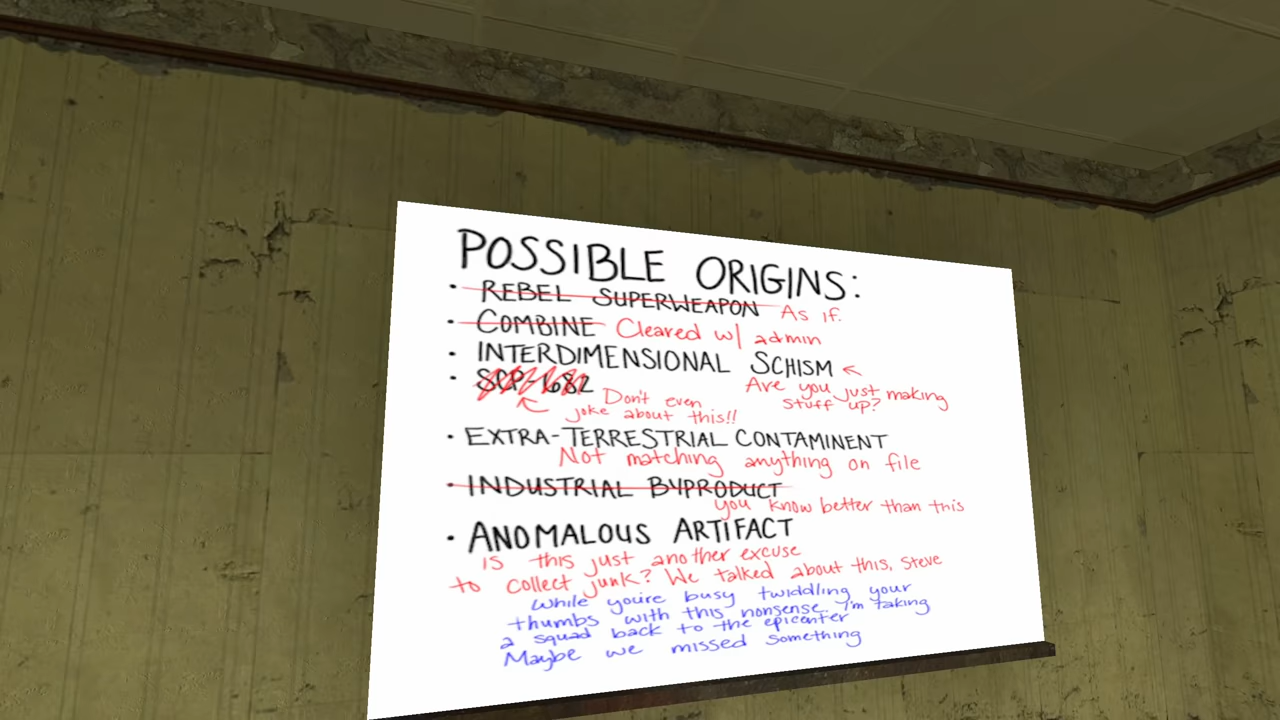 POSSIBLE ORIGINS:
• REBEL SUPERWEAPON As if.
• COMBINE Cleared w/ admin
• INTERDIMENSIONAL SCHISM
Are you just making
stuff up?
• SCP-1682
Don't even
joke about this!!
• EXTRA-TERRESTRIAL CONTAMINENT
Not matching anything on file
• INDUSTRIAL BYPRODUCT
you know better than this
• ANOMALOUS ARTIFACT
is this just another excuse
to collect junk? We talked about this, Steve
While you're busy twiddling your
thumbs with this nonsense, I'm taking
a squad back to the epicenter
Maybe we missed something